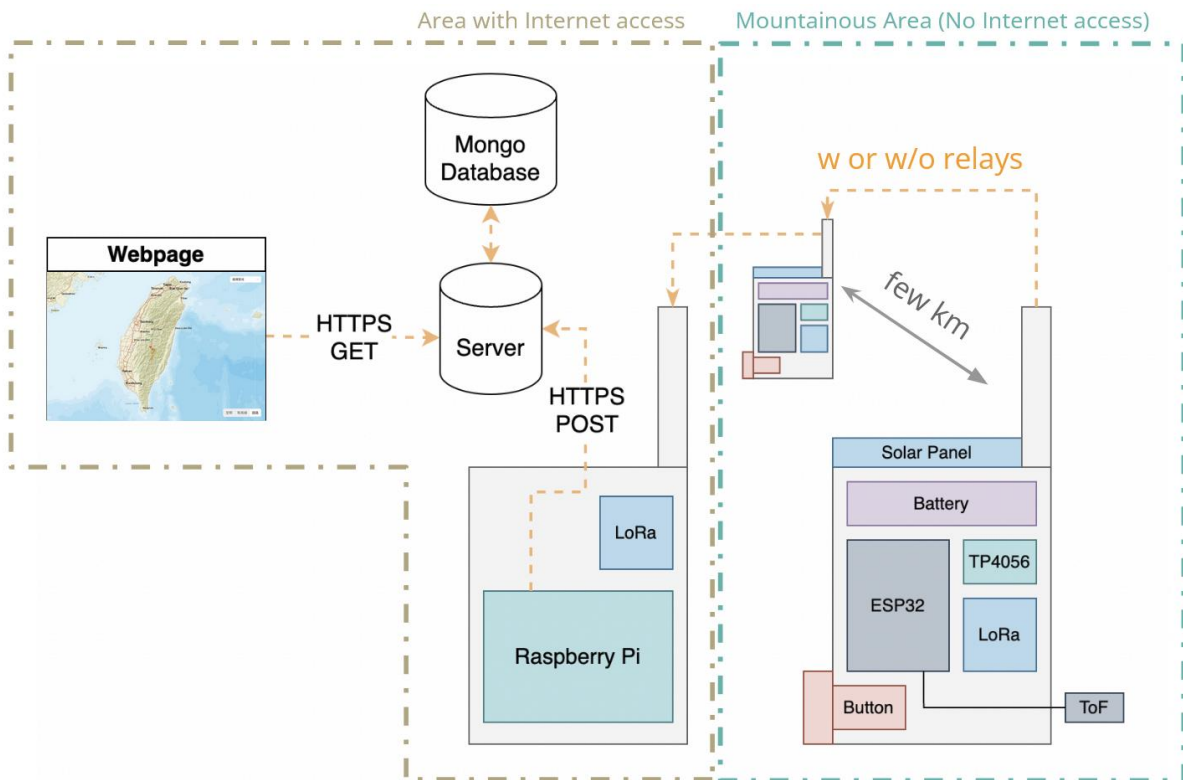 Area with Internet access
Mountainous Area (No Internet access)
Mongo
Database
w or w/o relays
Webpage
few km
HTTPS
GET
Server
HTTPS
POST
Solar Panel
Battery
LoRa
TP4056
ESP32
LoRa
Raspberry Pi
Button
ToF